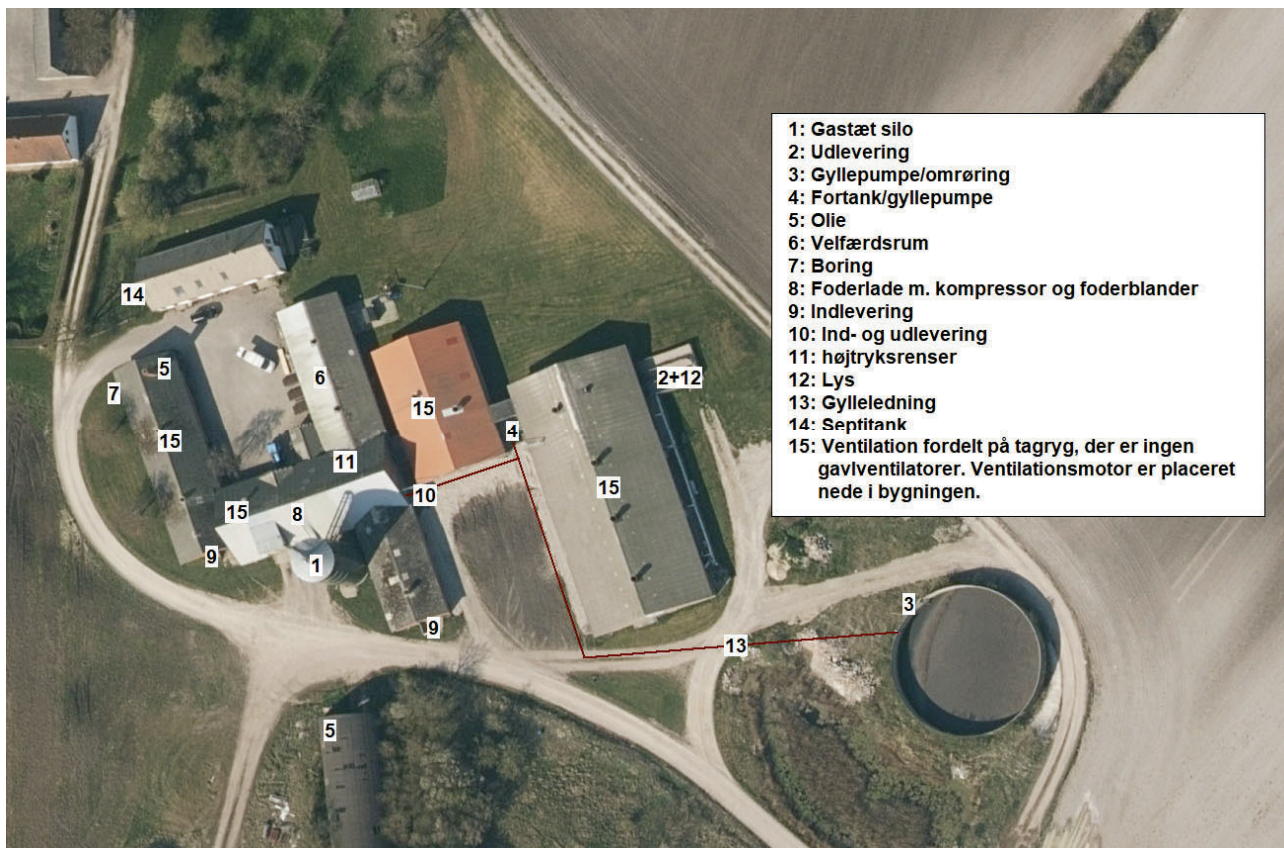 1: Gastæt silo
2: Udlevering
3: Gyllepumpe/omrøring
4: Fortank/gyllepumpe
5: Olie
6: Velfærdsrum
7: Boring
8: Foderlade m. kompressor og foderblander
9: Indlevering
10: Ind- og udlevering
11: højtryksrenser
12: Lys
13: Gylleledning
14: Septitank
15: Ventilation fordelt på tagryg, der er ingen
gavlventilatorer. Ventilationsmotor er placeret
nede i bygningen.
14
5
7
6
2+12
15
15
4
11
15
10
15
8
9
1
3
9
13
5